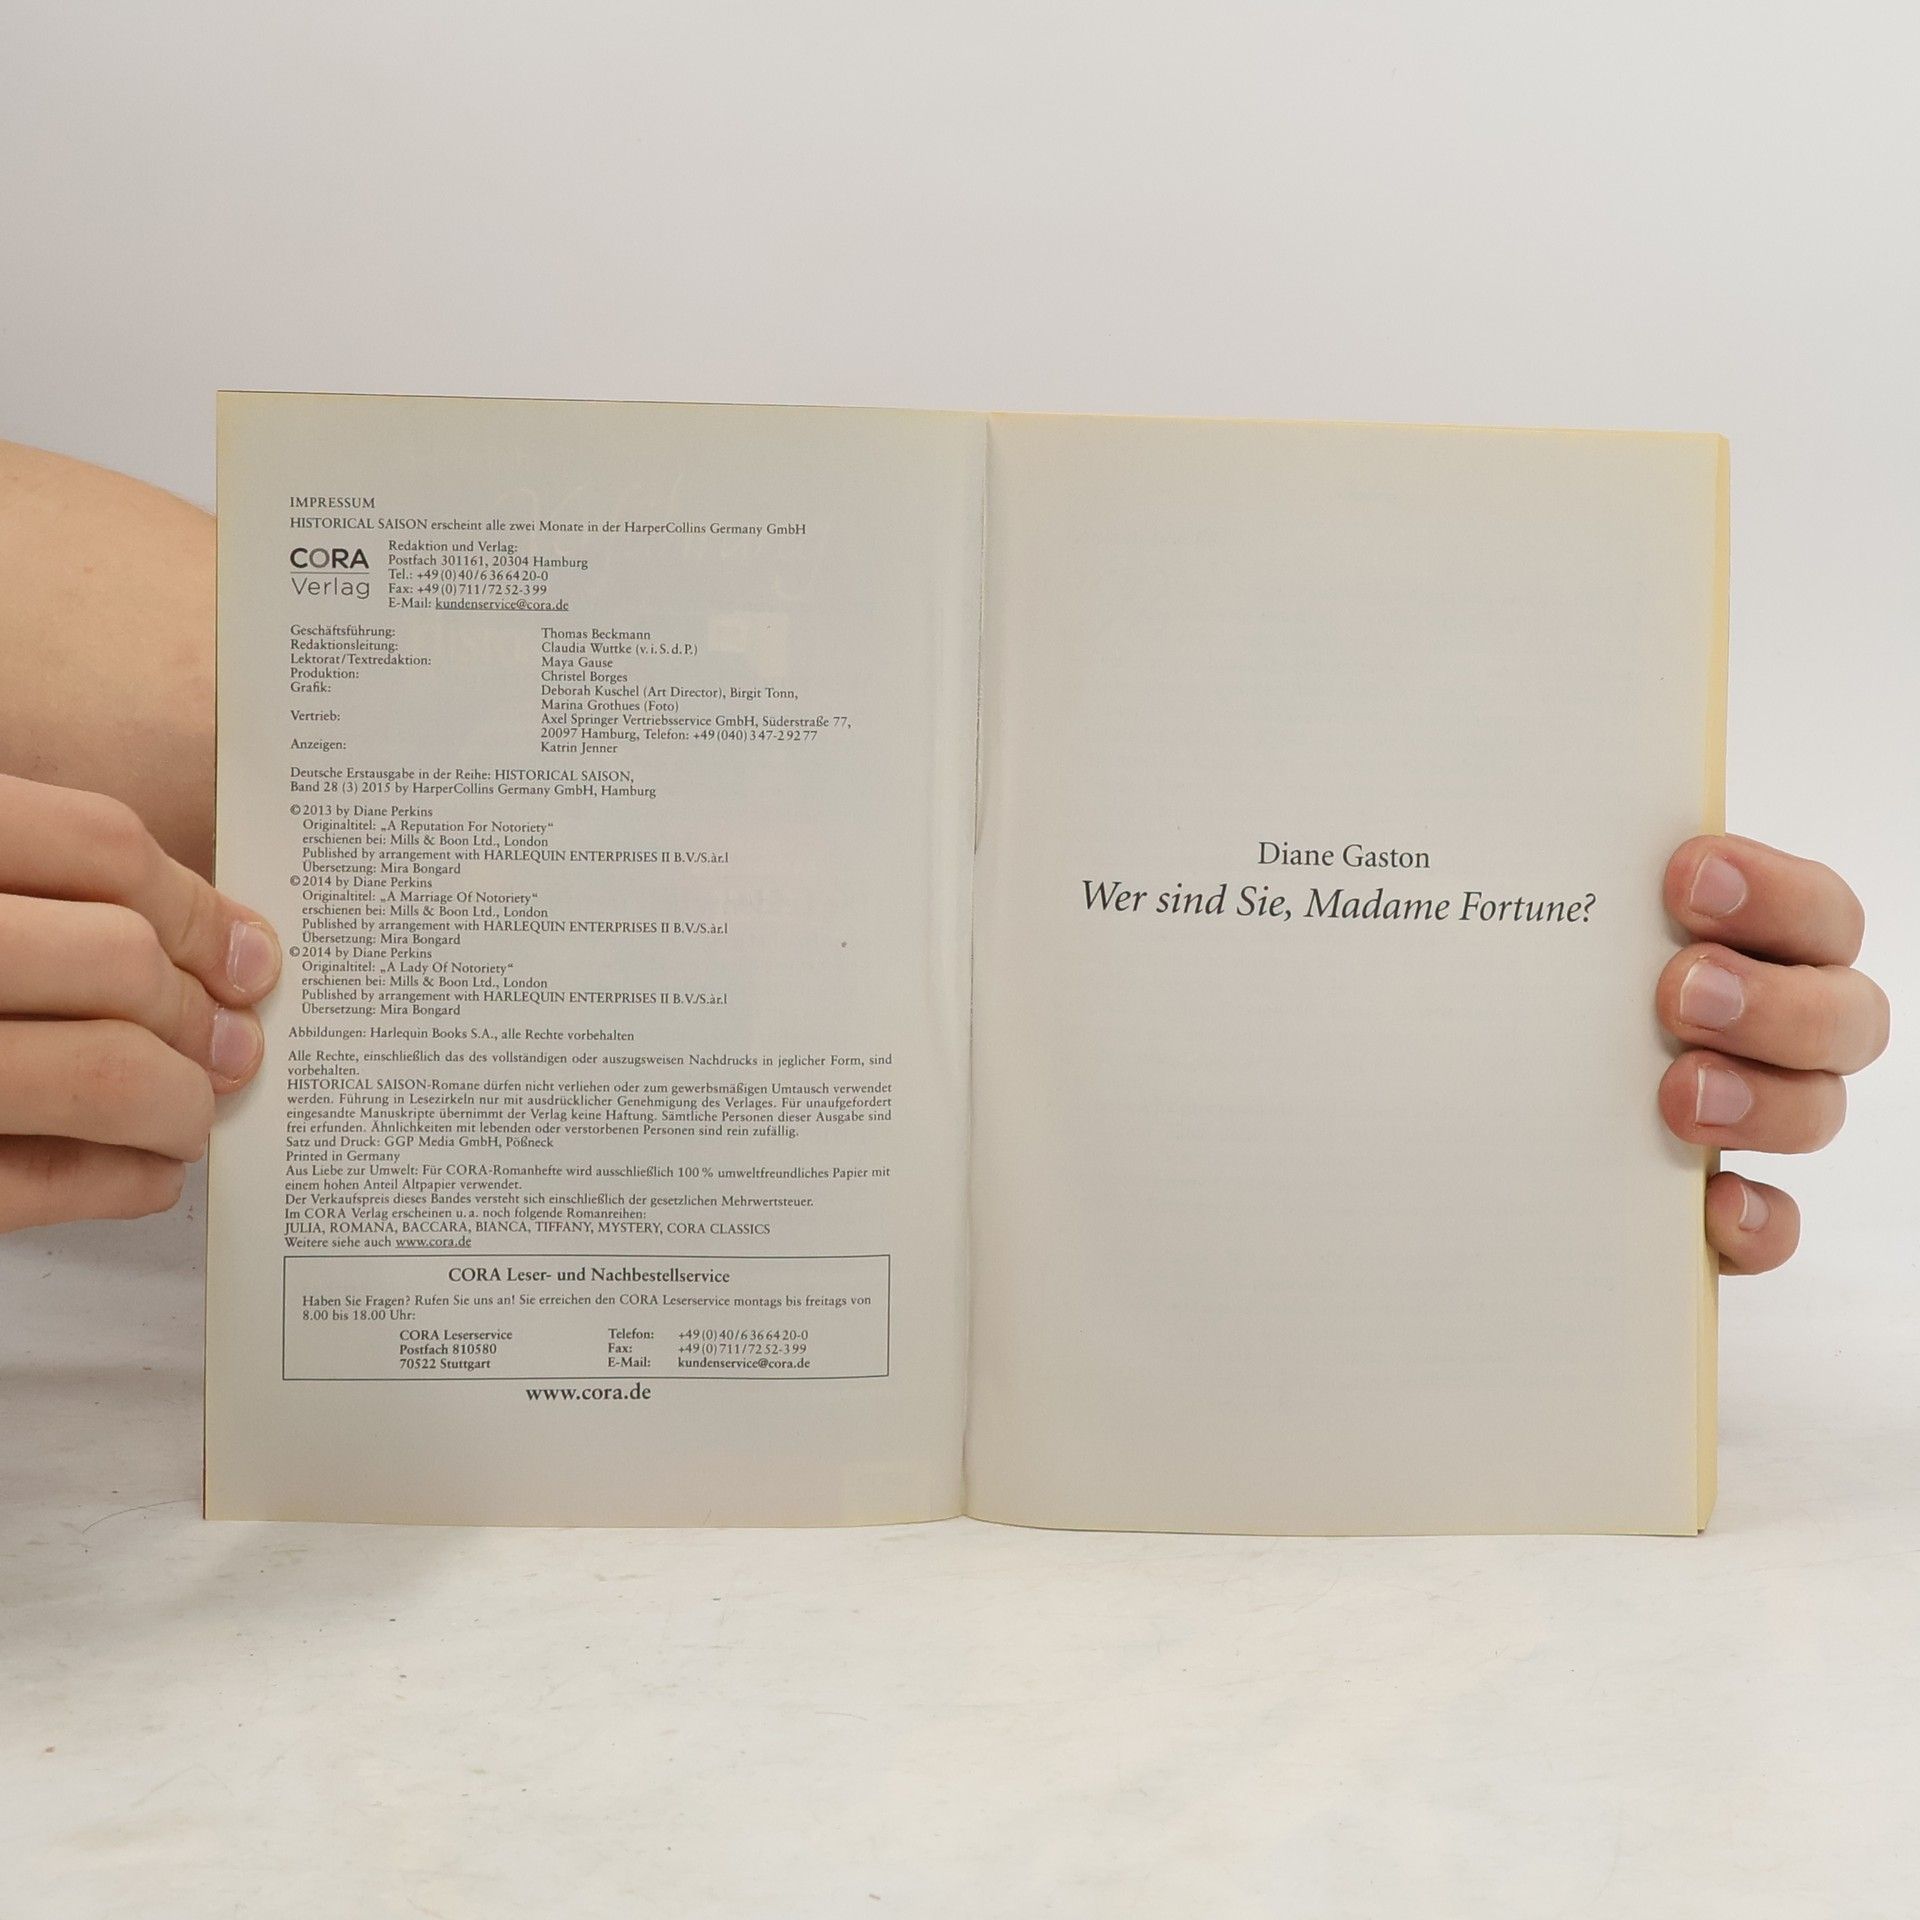 IMPRESSUM
HISTORICAL SAISON erscheint alle zwei Monate in der HarperCollins Germany GmbH
CORA
Verlag
Redaktion und Verlag:
Postfach 301161, 20304 Hamburg
Tel.: +49(0)40/6366420-0
Fax: +49(0)711/7252-399
E-Mail: kundenservice@cora.de
Geschäftsführung: Thomas Beckmann
Redaktionsleitung: Claudia Wuttke (v.i.S.d.P.)
Lektorat/Textredaktion: Maya Gause
Produktion: Christel Borges
Grafik: Deborah Kuschel (Art Director), Birgit Tonn,
Marina Grothues (Foto)
Vertrieb: Axel Springer Vertriebsservice GmbH, Süderstraße 77,
20097 Hamburg, Telefon: +49(040)347-29277
Anzeigen: Katrin Jenner
Deutsche Erstausgabe in der Reihe: HISTORICAL SAISON,
Band 28 (3) 2015 by HarperCollins Germany GmbH, Hamburg
©2013 by Diane Perkins
Originaltitel: „A Reputation For Notoriety“
erschienen bei: Mills & Boon Ltd., London
Published by arrangement with HARLEQUIN ENTERPRISES II B.V./S.àr.l
Übersetzung: Mira Bongard
©2014 by Diane Perkins
Originaltitel: „A Marriage Of Notoriety“
erschienen bei: Mills & Boon Ltd., London
Published by arrangement with HARLEQUIN ENTERPRISES II B.V./S.àr.l
Übersetzung: Mira Bongard
©2014 by Diane Perkins
Originaltitel: „A Lady Of Notoriety“
erschienen bei: Mills & Boon Ltd., London
Published by arrangement with HARLEQUIN ENTERPRISES II B.V./S.àr.l
Übersetzung: Mira Bongard
Abbildungen: Harlequin Books S.A., alle Rechte vorbehalten
Alle Rechte, einschließlich das des vollständigen oder auszugsweisen Nachdrucks in jeglicher Form, sind
vorbehalten.
HISTORICAL SAISON-Romane dürfen nicht verliehen oder zum gewerbsmäßigen Umtausch verwendet
werden. Führung in Lesezirkeln nur mit ausdrücklicher Genehmigung des Verlages. Für unaufgefordert
eingesandte Manuskripte übernimmt der Verlag keine Haftung. Sämtliche Personen dieser Ausgabe sind
frei erfunden. Ähnlichkeiten mit lebenden oder verstorbenen Personen sind rein zufällig.
Satz und Druck: GGP Media GmbH, Pößneck
Printed in Germany
Aus Liebe zur Umwelt: Für CORA-Romanhefte wird ausschließlich 100% umweltfreundliches Papier mit
einem hohen Anteil Altpapier verwendet.
Der Verkaufspreis dieses Bandes versteht sich einschließlich der gesetzlichen Mehrwertsteuer.
Im CORA Verlag erscheinen u.a. noch folgende Romanreihen:
JULIA, ROMANA, BACCARA, BIANCA, TIFFANY, MYSTERY, CORA CLASSICS
Weitere siehe auch www.cora.de
CORA Leser- und Nachbestellservice
Haben Sie Fragen? Rufen Sie uns an! Sie erreichen den CORA Leserservice montags bis freitags von
8.00 bis 18.00 Uhr:
CORA Leserservice Telefon: +49(0)40/6366420-0
Postfach 810580 Fax: +49(0)711/7252-399
70522 Stuttgart E-Mail: kundenservice@cora.de
www.cora.de
Diane Gaston
Wer sind Sie, Madame Fortune?